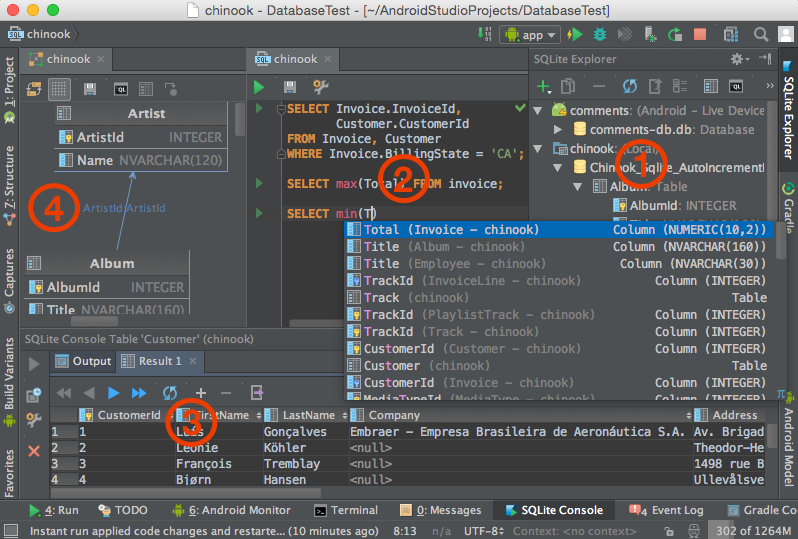 chinook - DatabaseTest - [~/AndroidStudioProjects/DatabaseTest]
chinook
app
1: Project
Z: Structure
Captures
Build Variants
Favorites
chinook
Artist
ArtistId INTEGER
Name NVARCHAR(120)
ArtistId:ArtistId
4
Album
AlbumId INTEGER
Title NVARCHAR(160)
chinook
SELECT Invoice.InvoiceId,
Customer.CustomerId
FROM Invoice, Customer
WHERE Invoice.BillingState = 'CA';
SELECT max(Total) FROM invoice;
2
SELECT min(T)
Total (Invoice – chinook) Column (NUMERIC(10,2))
Title (Album – chinook) Column (NVARCHAR(160))
Title (Employee – chinook) Column (NVARCHAR(30))
TrackId (InvoiceLine – chinook) Column (INTEGER)
Track (chinook) Table
TrackId (PlaylistTrack – chinook) Column (INTEGER)
TrackId (Track – chinook) Column (INTEGER)
CustomerId (Customer – chinook) Column (INTEGER)
Customer (chinook) Table
CustomerId (Invoice – chinook) Column (INTEGER)
MediaTypeId (MediaType – chinook) Column (INTEGER)
SQLite Explorer
comments: (Android - Live Device
comments-db.db: Database
chinook: (Local)
1
Chinook_Sqlite_AutoIncrementI
Album: Table
AlbumId: INTEGER
SQLite Explorer
Gradle
Android Model
SQLite Console Table 'Customer' (chinook)
Output
Result 1
CustomerId FirstName LastName Company Address
3
1 1 Luís Gonçalves Embraer – Empresa Brasileira de Aeronáutica S.A. Av. Brigad
2 2 Leonie Köhler <null> Theodor-He
3 3 François Tremblay <null> 1498 rue B
4 4 Bjørn Hansen <null> Ullevålsve
4: Run TODO 6: Android Monitor Terminal 0: Messages SQLite Console 4 Event Log Gradle Co
Instant run applied code changes and restarte... (10 minutes ago) 8:13 n/a UTF-8 Context: <no context> 302 of 1264M